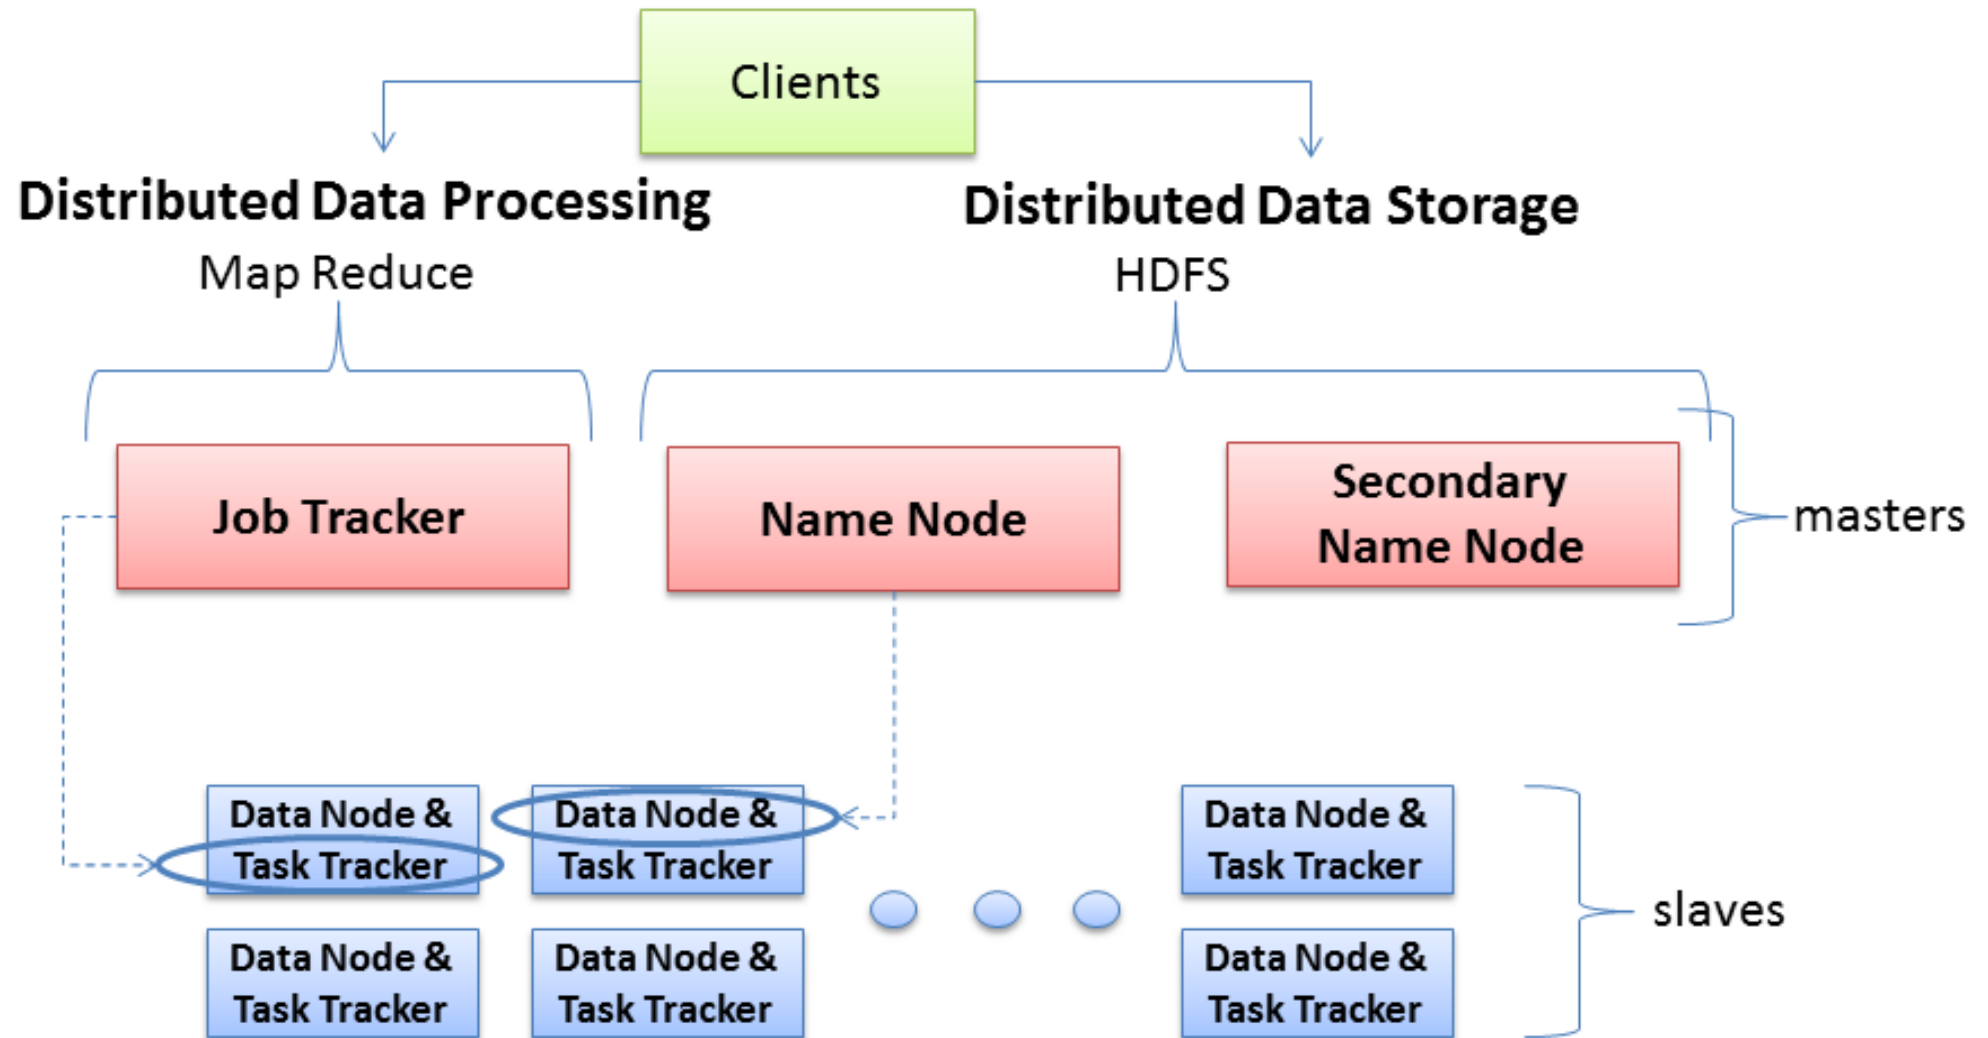 Clients
Distributed Data Processing
Distributed Data Storage
Map Reduce
HDFS
Job Tracker
Name Node
Secondary
Name Node
masters
Data Node &
Task Tracker
Data Node &
Task Tracker
Data Node &
Task Tracker
slaves
Data Node &
Task Tracker
Data Node &
Task Tracker
Data Node &
Task Tracker